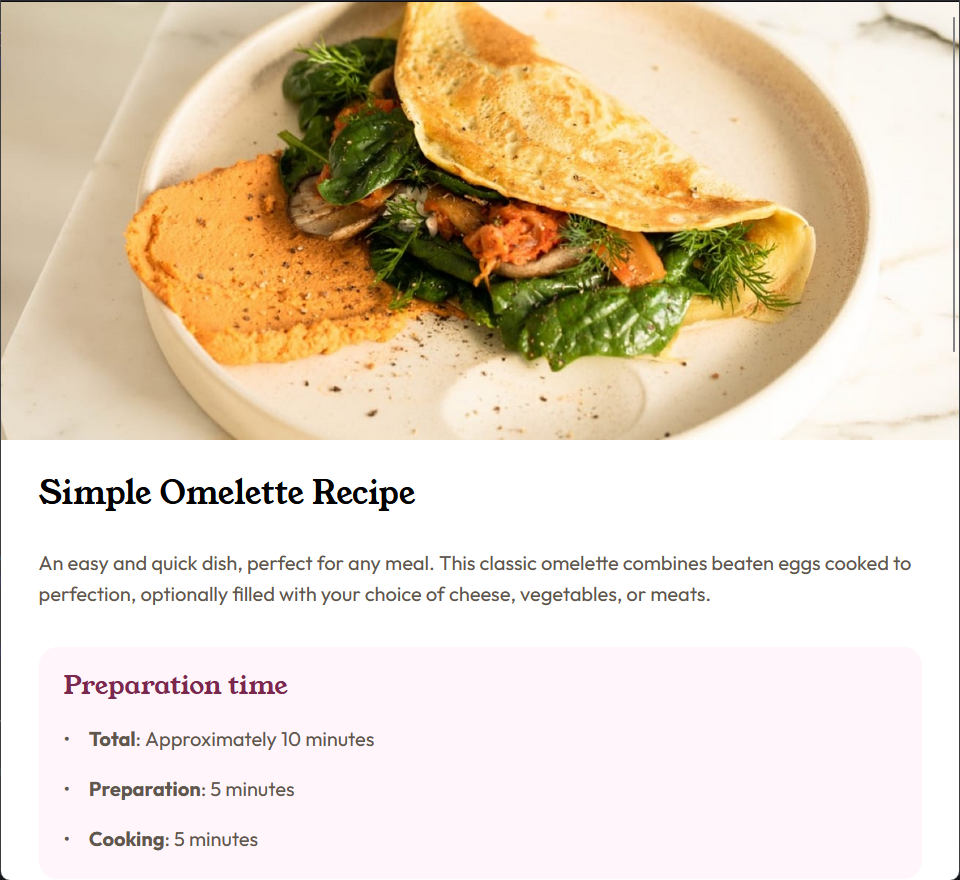 Simple Omelette Recipe
An easy and quick dish, perfect for any meal. This classic omelette combines beaten eggs cooked to
perfection, optionally filled with your choice of cheese, vegetables, or meats.
Preparation time
• Total: Approximately 10 minutes
• Preparation: 5 minutes
• Cooking: 5 minutes